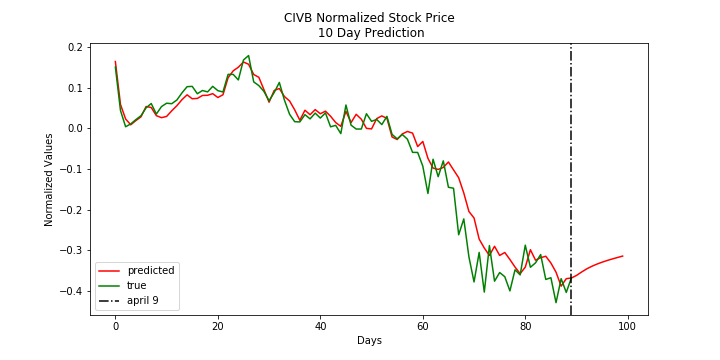 CIVB Normalized Stock Price
10 Day Prediction
0.2
0.1
0.0
−0.1
−0.2
−0.3
−0.4
Normalized Values
predicted
true
april 9
0
20
40
60
80
100
Days